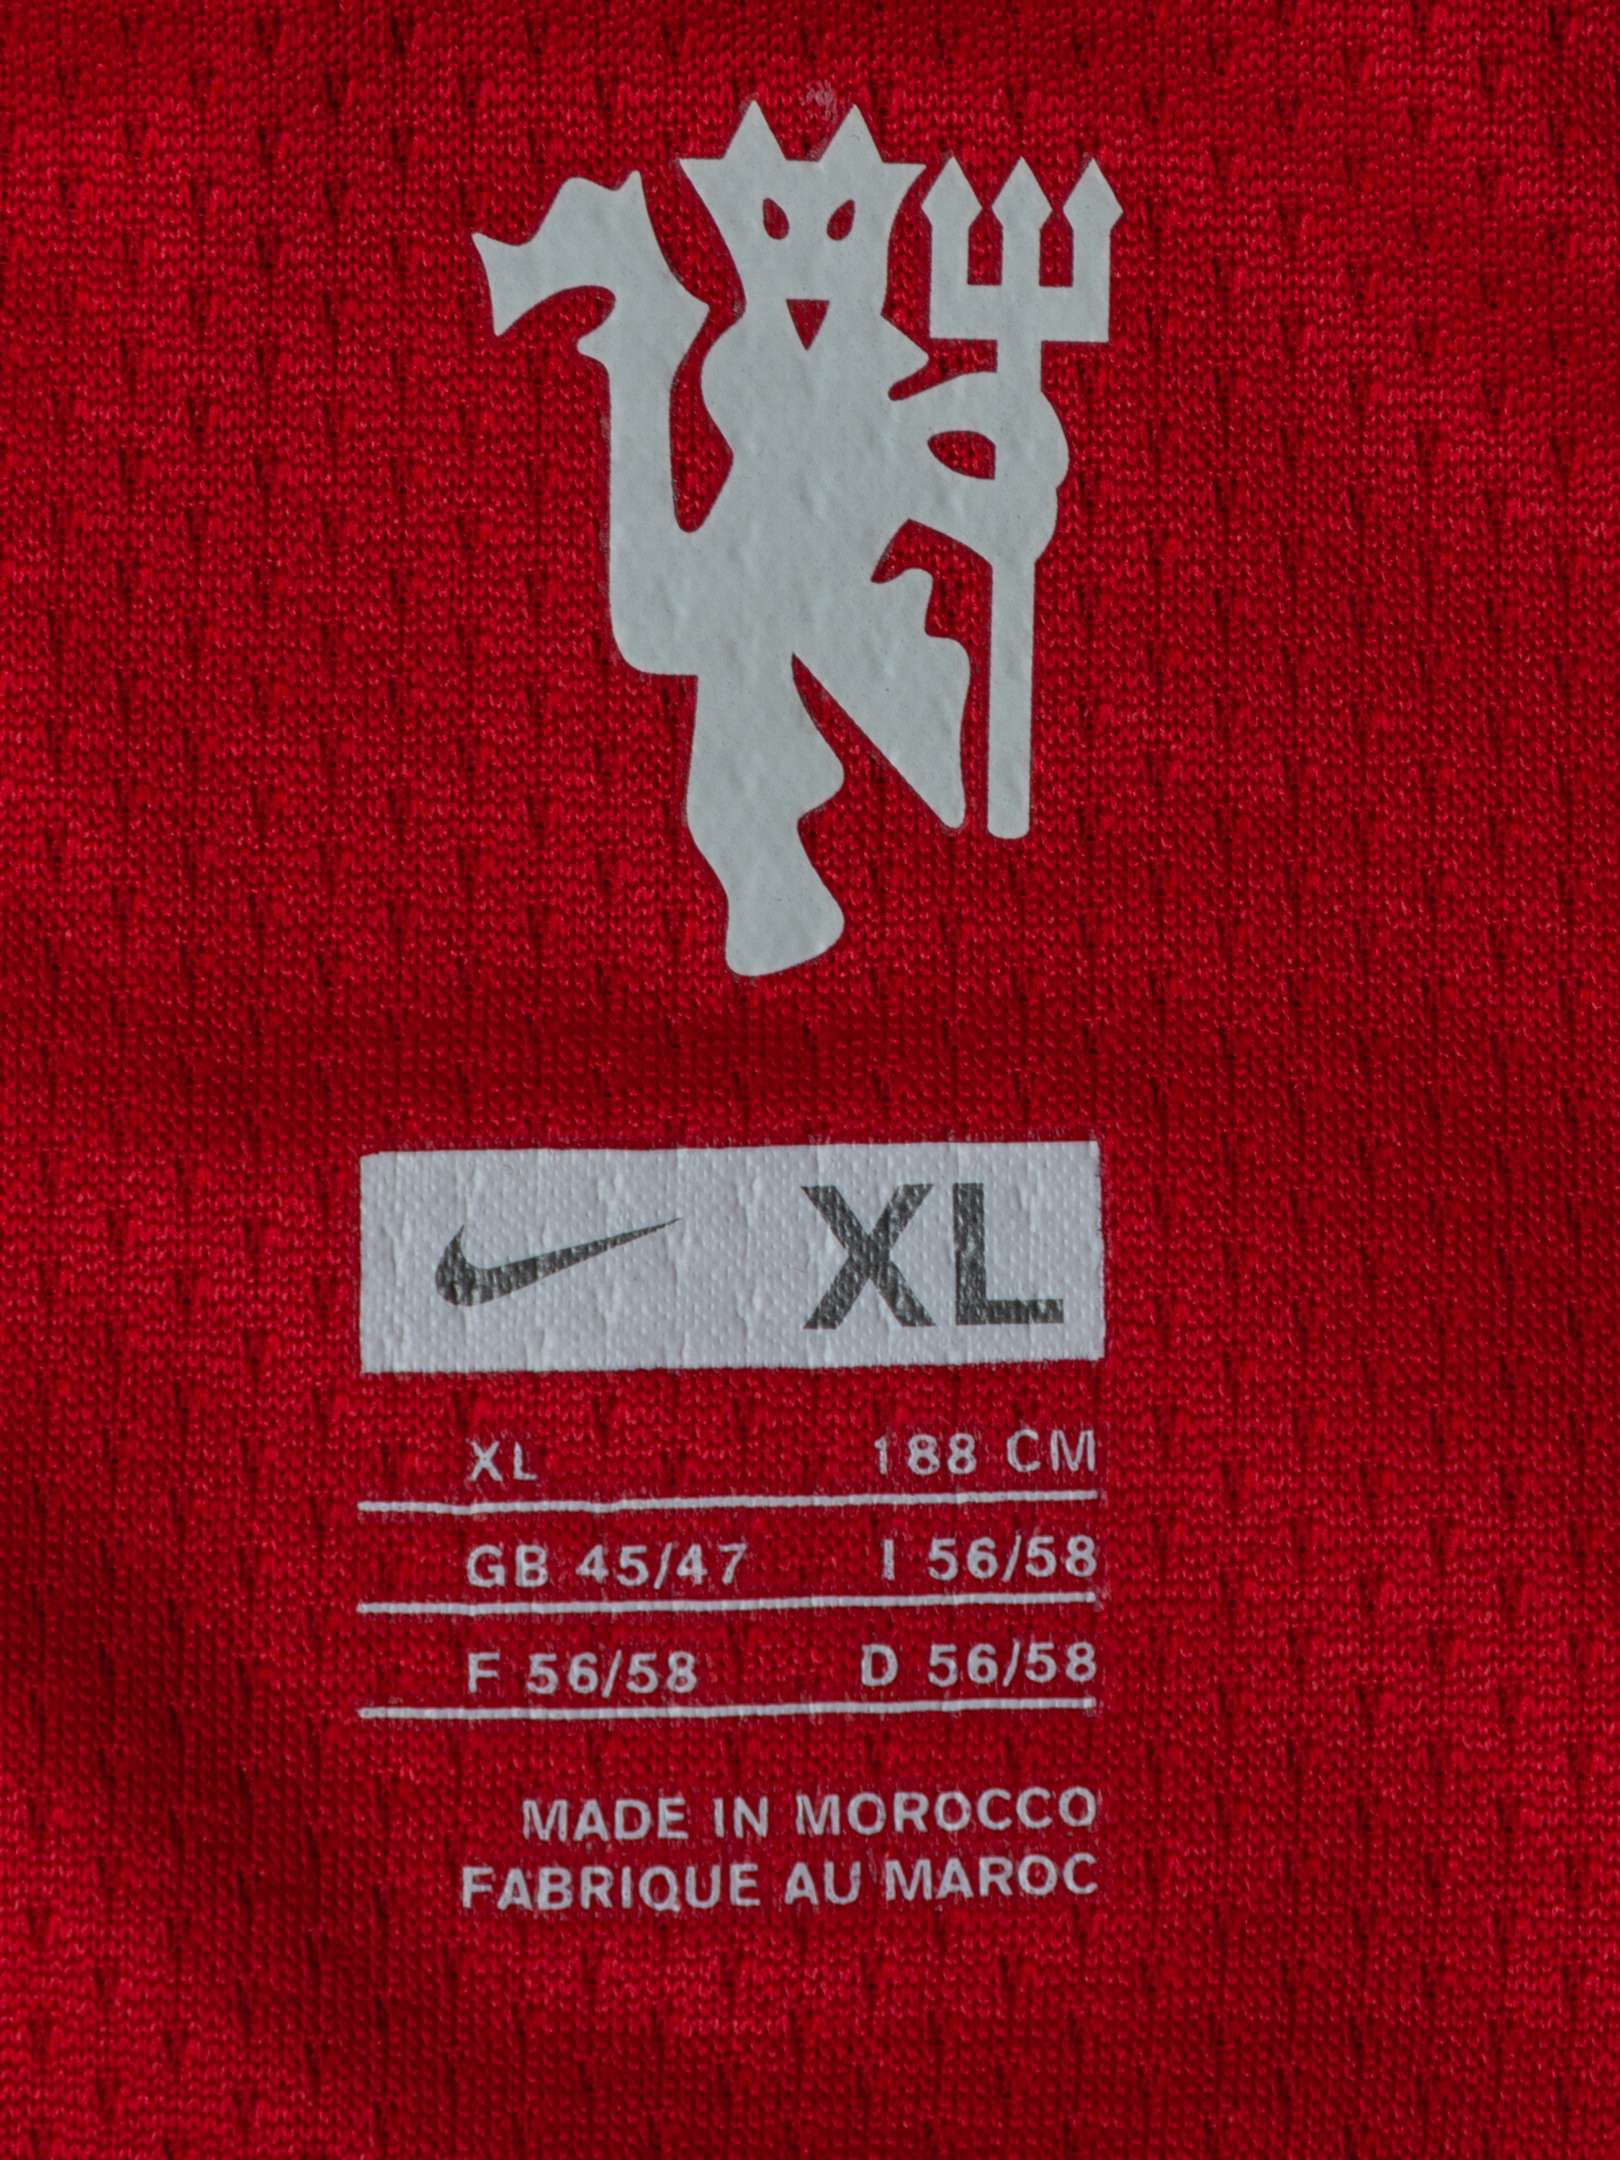 XL
XL 188 CM
GB 45/47 I 56/58
F 56/58 D 56/58
MADE IN MOROCCO
FABRIQUE AU MAROC